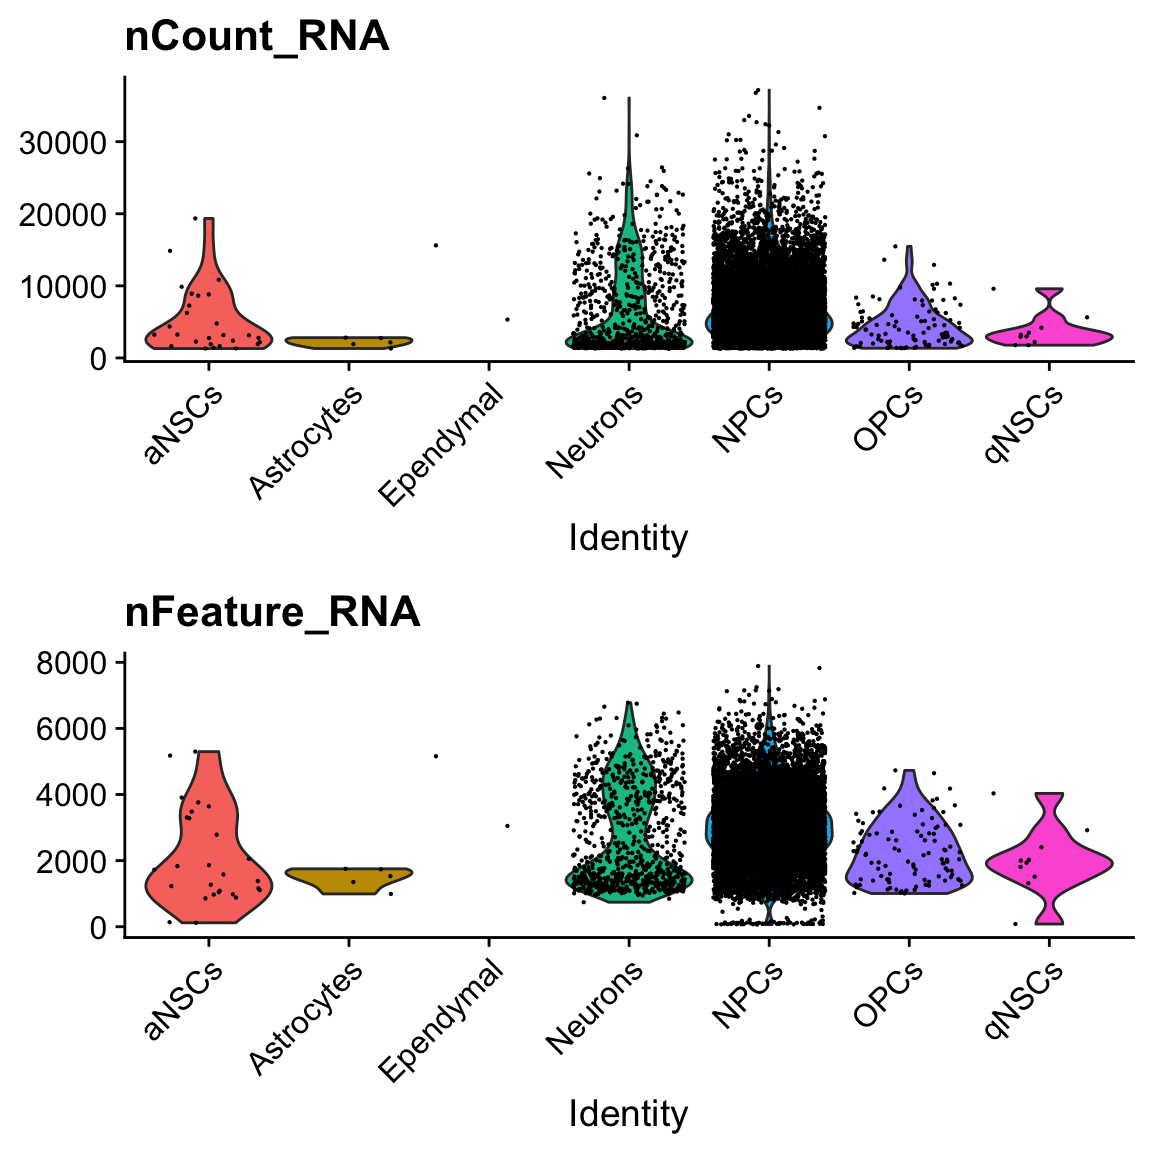 nCount_RNA
30000
20000
10000
0
aNSCs
Astrocytes
Ependymal
Neurons
NPCs
OPCs
qNSCs
Identity
nFeature_RNA
8000
6000
4000
2000
0
aNSCs
Astrocytes
Ependymal
Neurons
NPCs
OPCs
qNSCs
Identity